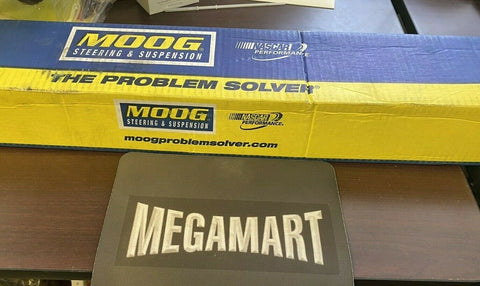 MOOG®
STEERING & SUSPENSION
NASCAR PERFORMANCE
THE PROBLEM SOLVER®
MOOG®
STEERING & SUSPENSION
NASCAR PERFORMANCE®
moogproblemsolver.com
MEGAMART